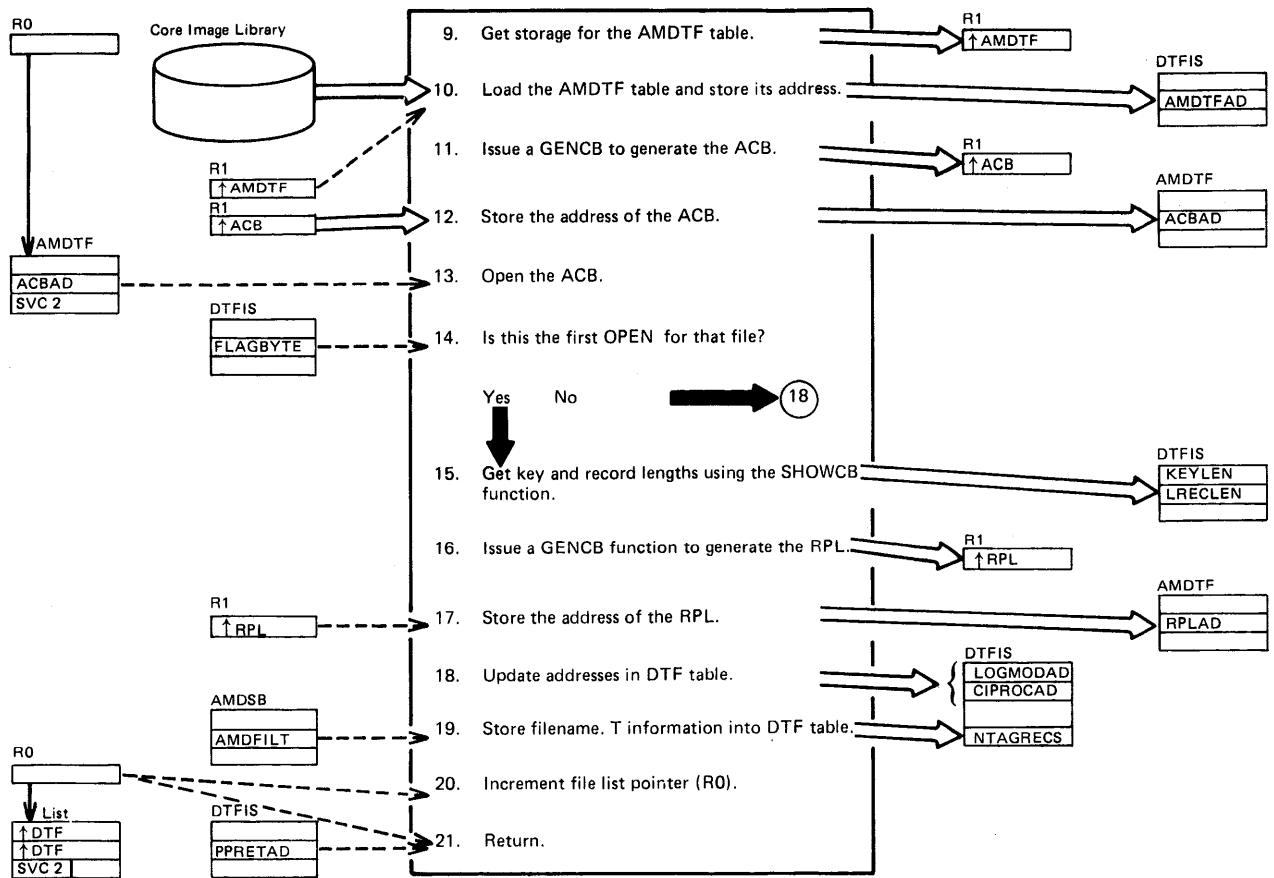 R0
Core Image Library
9. Get storage for the AMDTF table.
R1
↑ AMDTF
10. Load the AMDTF table and store its address.
DTFIS
AMDTFAD
11. Issue a GENCB to generate the ACB.
R1
↑ ACB
R1
↑ AMDTF
R1
↑ ACB
12. Store the address of the ACB.
AMDTF
ACBAD
AMDTF
ACBAD
SVC 2
13. Open the ACB.
DTFIS
FLAGBYTE
14. Is this the first OPEN for that file?
Yes No 18
15. Get key and record lengths using the SHOWCB
function.
DTFIS
KEYLEN
LRECLEN
16. Issue a GENCB function to generate the RPL.
R1
↑ RPL
R1
↑ RPL
17. Store the address of the RPL.
AMDTF
RPLAD
18. Update addresses in DTF table.
DTFIS
LOGMODAD
CIPROCAD
AMDSB
AMDFILT
19. Store filename. T information into DTF table.
NTAGRECS
R0
20. Increment file list pointer (R0).
List
↑ DTF
↑ DTF
SVC 2
DTFIS
PPRETAD
21. Return.